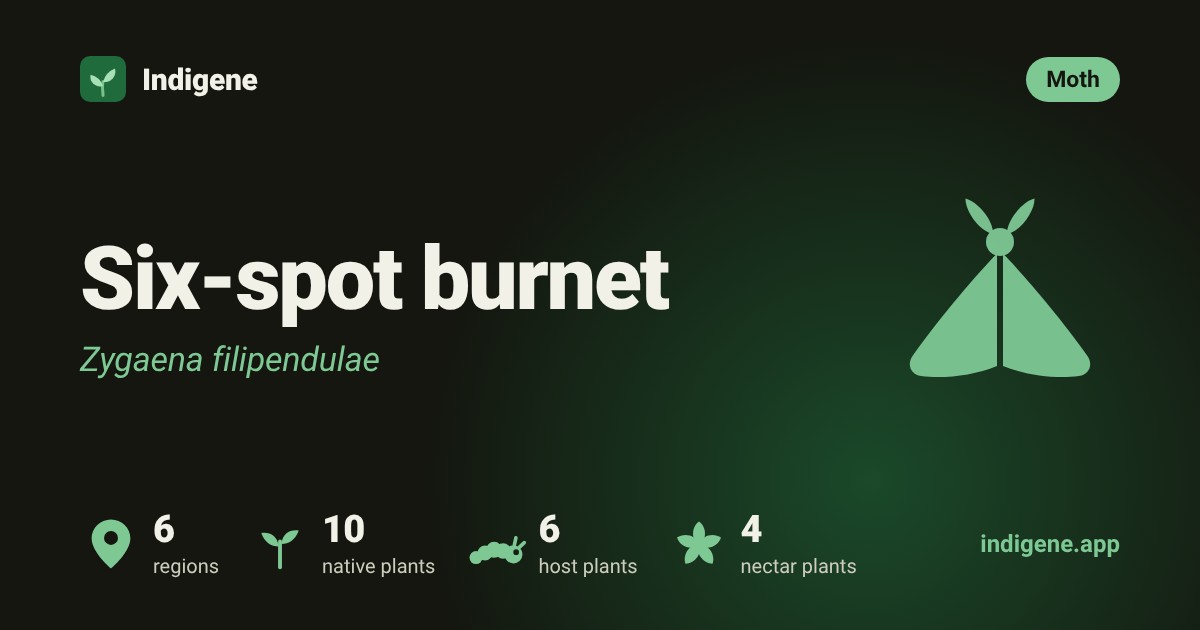 Indigene
Moth
Six-spot burnet
Zygaena filipendulae
6
regions
10
native plants
6
host plants
4
nectar plants
indigene.app